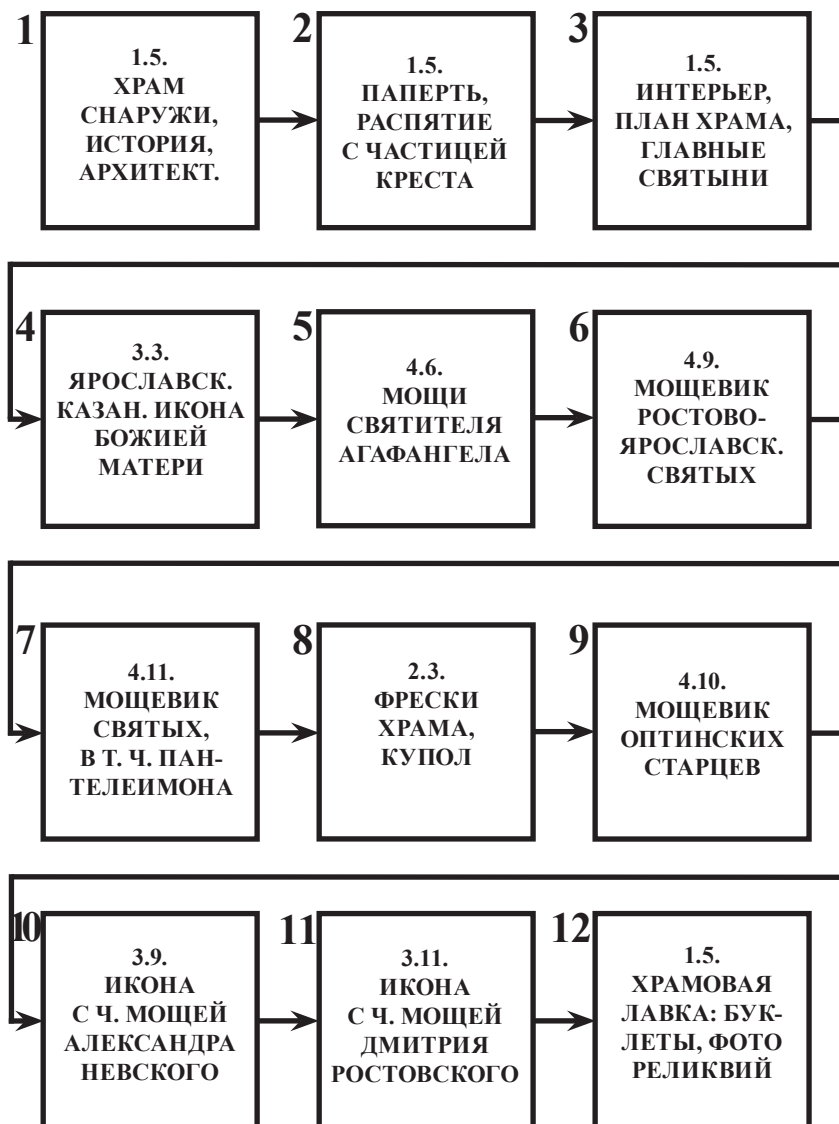 1
1.5.
ХРАМ
СНАРУЖИ,
ИСТОРИЯ,
АРХИТЕКТ.
2
1.5.
ПАПЕРТЬ,
РАСПЯТИЕ
С ЧАСТИЦЕЙ
КРЕСТА
3
1.5.
ИНТЕРЬЕР,
ПЛАН ХРАМА,
ГЛАВНЫЕ
СВЯТЫНИ
4
3.3.
ЯРОСЛАВСК.
КАЗАН. ИКОНА
БОЖИЕЙ
МАТЕРИ
5
4.6.
МОЩИ
СВЯТИТЕЛЯ
АГАФАНГЕЛА
6
4.9.
МОЩЕВИК
РОСТОВО-
ЯРОСЛАВСК.
СВЯТЫХ
7
4.11.
МОЩЕВИК
СВЯТЫХ,
В Т. Ч. ПАН-
ТЕЛЕИМОНА
8
2.3.
ФРЕСКИ
ХРАМА,
КУПОЛ
9
4.10.
МОЩЕВИК
ОПТИНСКИХ
СТАРЦЕВ
10
3.9.
ИКОНА
С Ч. МОЩЕЙ
АЛЕКСАНДРА
НЕВСКОГО
11
3.11.
ИКОНА
С Ч. МОЩЕЙ
ДМИТРИЯ
РОСТОВСКОГО
12
1.5.
ХРАМОВАЯ
ЛАВКА: БУК-
ЛЕТЫ, ФОТО
РЕЛИКВИЙ